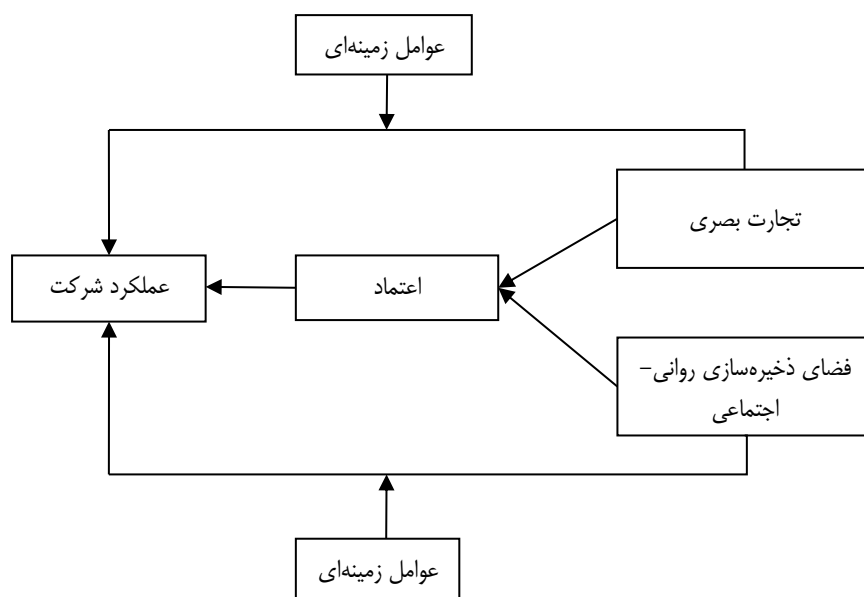 عوامل زمینه‌ای
تجارت بصری
اعتماد
عملکرد شرکت
فضای ذخیره‌سازی روانی-
اجتماعی
عوامل زمینه‌ای